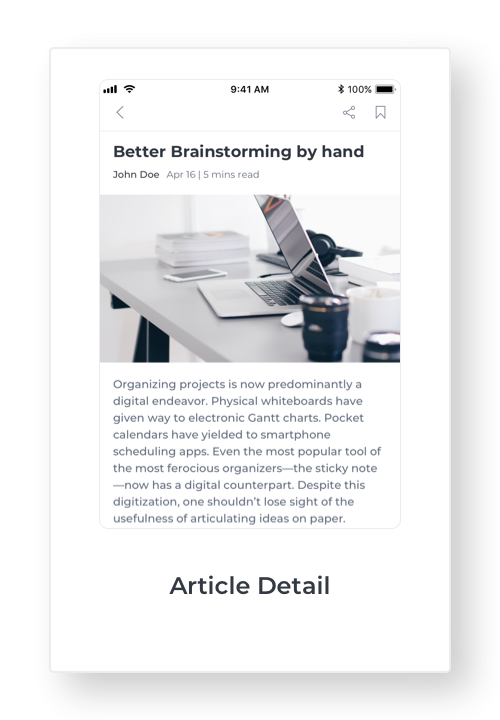 9:41 AM
100%
Better Brainstorming by hand
John Doe Apr 16 | 5 mins read
Organizing projects is now predominantly a
digital endeavor. Physical whiteboards have
given way to electronic Gantt charts. Pocket
calendars have yielded to smartphone
scheduling apps. Even the most popular tool of
the most ferocious organizers—the sticky note
—now has a digital counterpart. Despite this
digitization, one shouldn’t lose sight of the
usefulness of articulating ideas on paper.
Article Detail